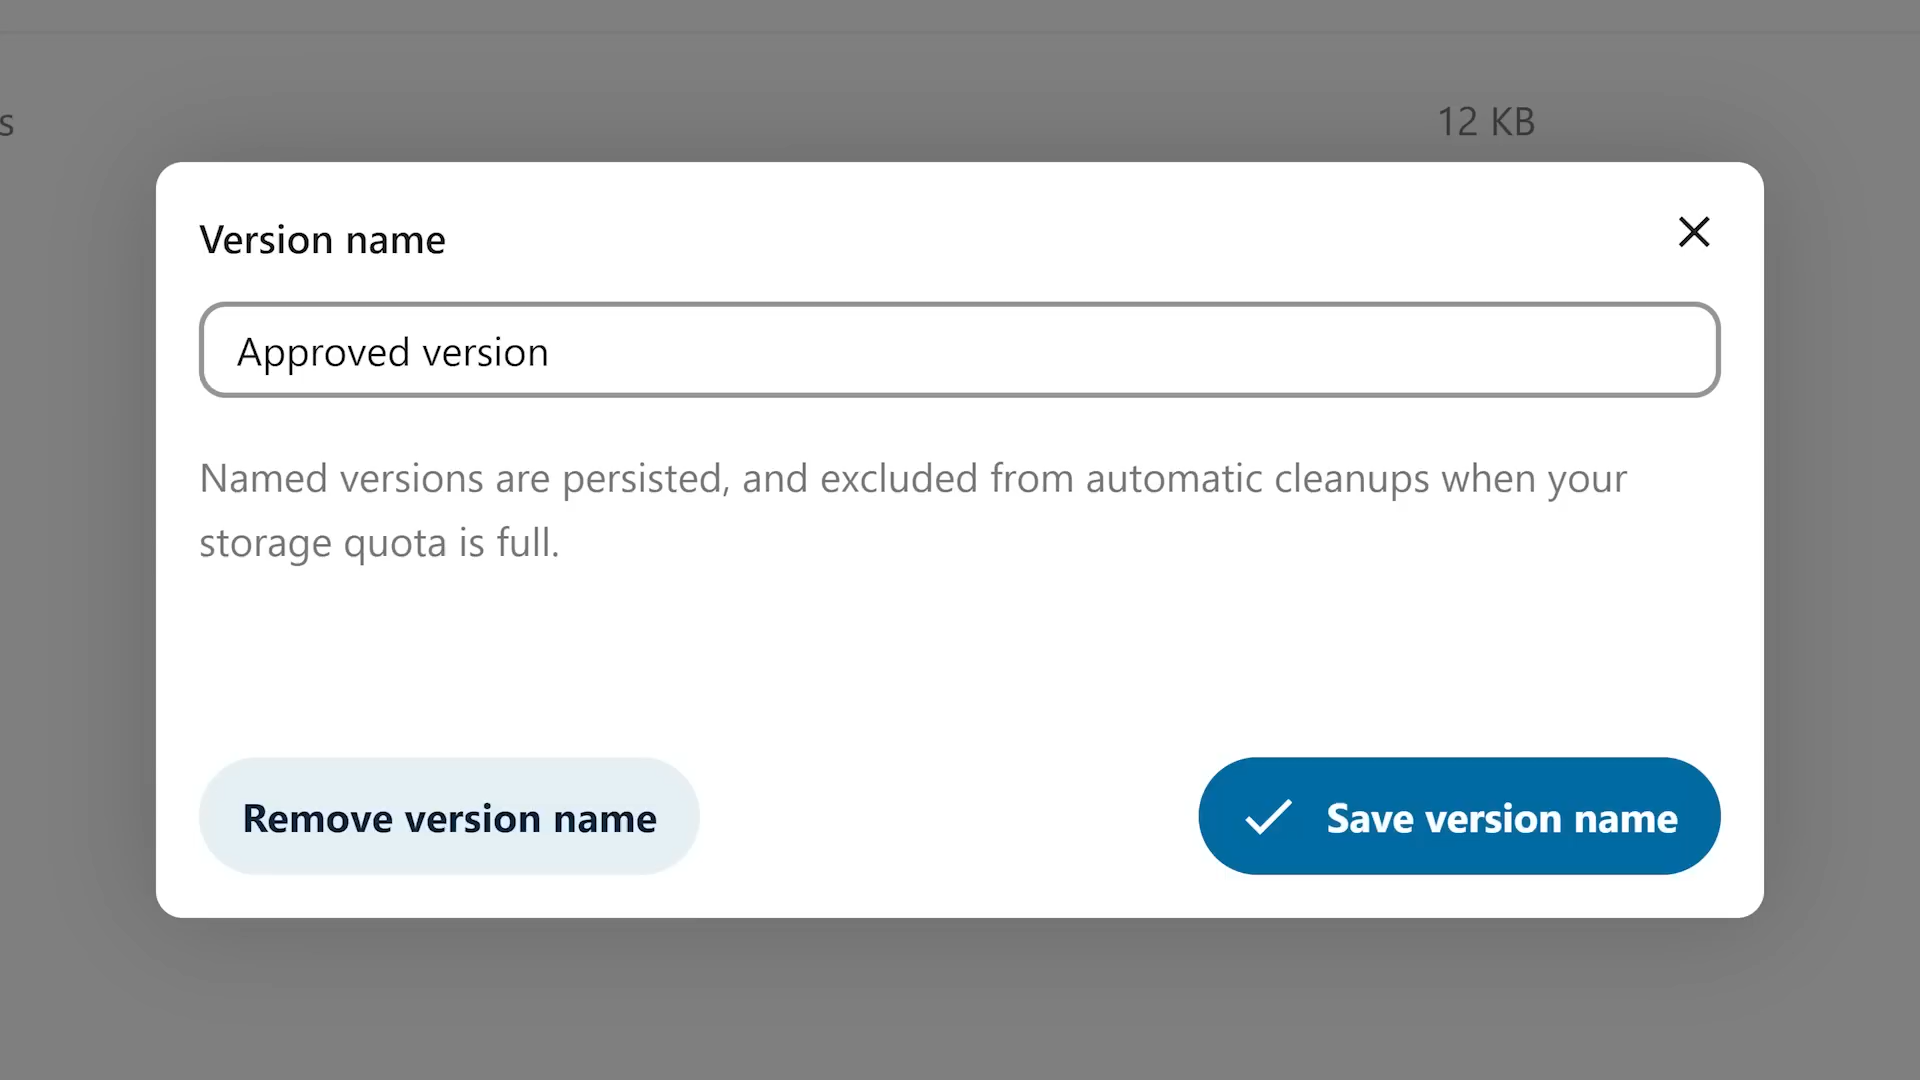 s
12 KB
Version name
Approved version
Named versions are persisted, and excluded from automatic cleanups when your
storage quota is full.
Remove version name
Save version name